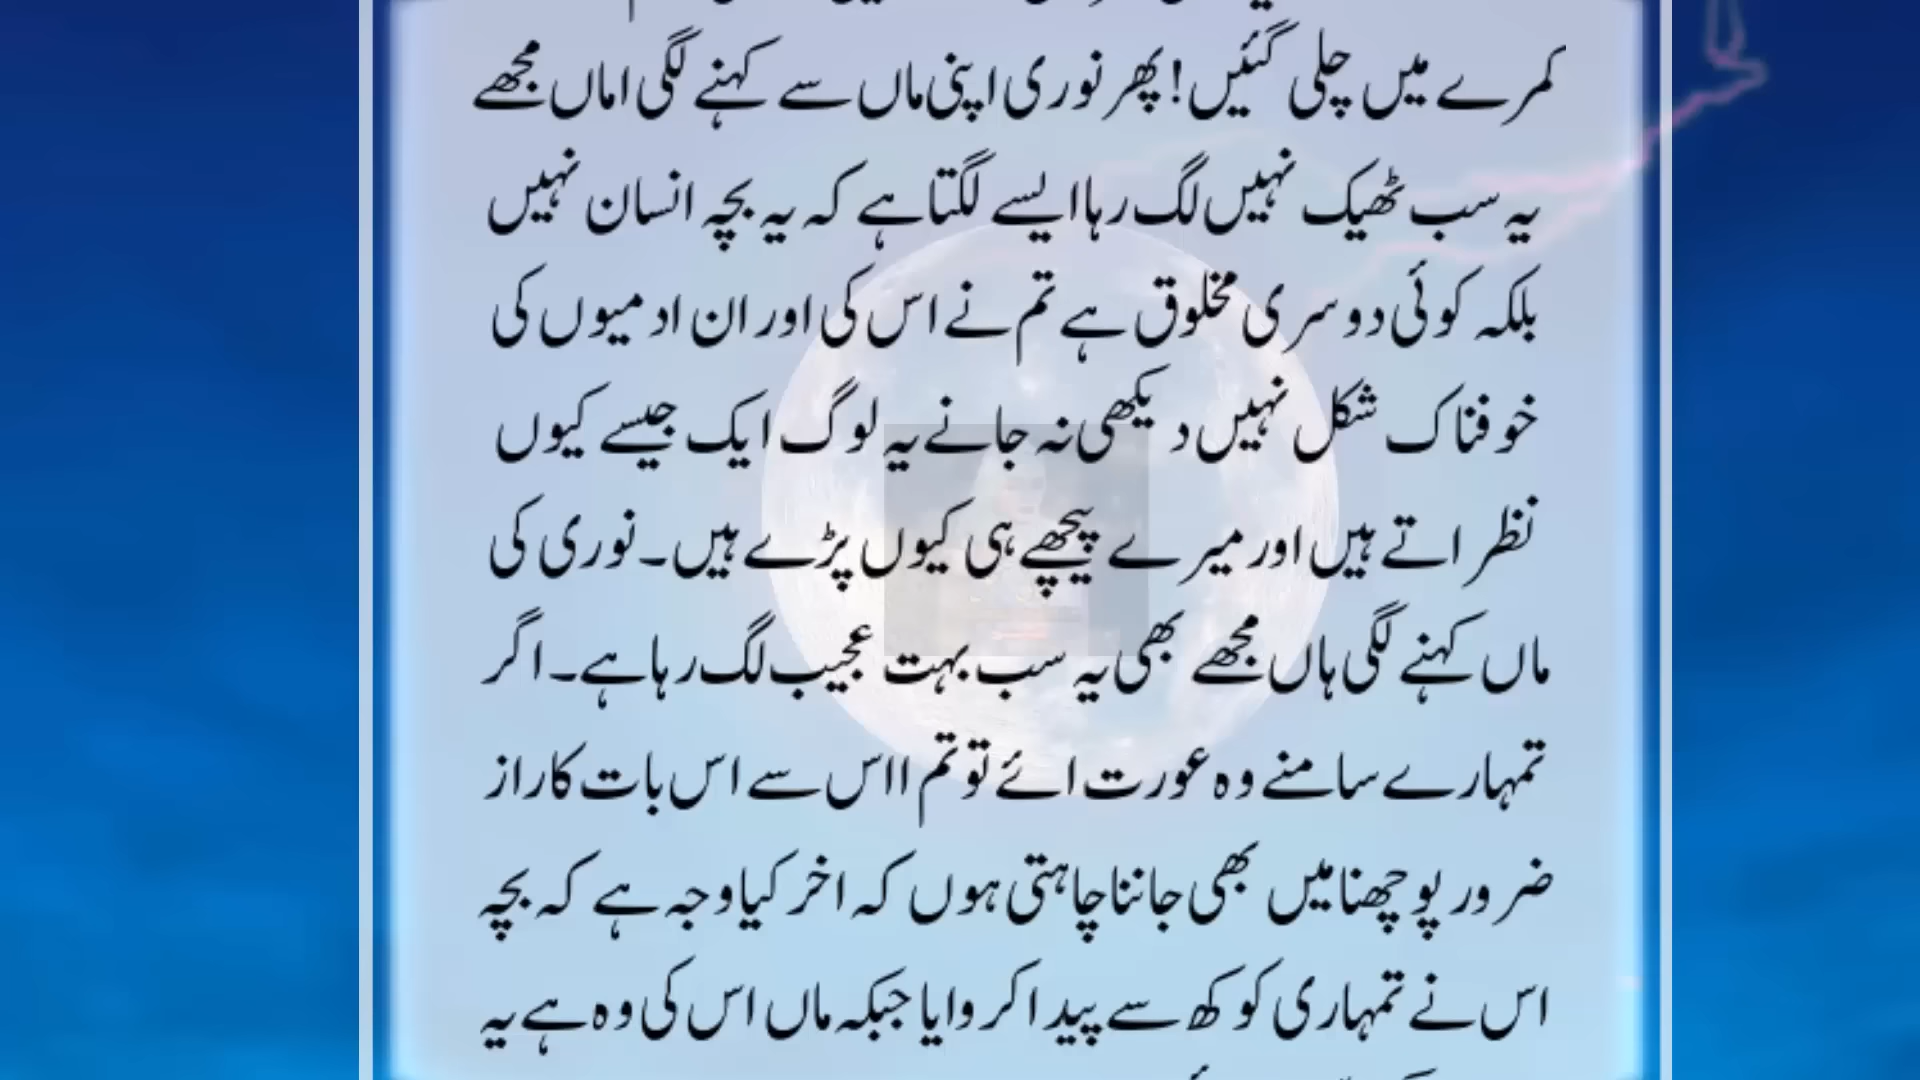 کمرے میں چلی گئیں! پھر نوری اپنی ماں سے کہنے لگی اماں مجھے
یہ سب ٹھیک نہیں لگ رہا ایسے لگتا ہے کہ یہ بچہ انسان نہیں
بلکہ کوئی دوسری مخلوق ہے تم نے اس کی اور ان ادمیوں کی
خوفناک شکل نہیں دیکھی نہ جانے یہ لوگ ایک جیسے کیوں
نظر اتے ہیں اور میرے پیچھے ہی کیوں پڑے ہیں۔ نوری کی
ماں کہنے لگی ہاں مجھے بھی یہ سب بہت عجیب لگ رہا ہے۔ اگر
تمہارے سامنے وہ عورت ائے تو تم ااس سے اس بات کا راز
ضرور پوچھنا میں بھی جاننا چاہتی ہوں کہ اخر کیا وجہ ہے کہ بچہ
اس نے تمہاری کوکھ سے پیدا کروایا جبکہ ماں اس کی وہ ہے یہ